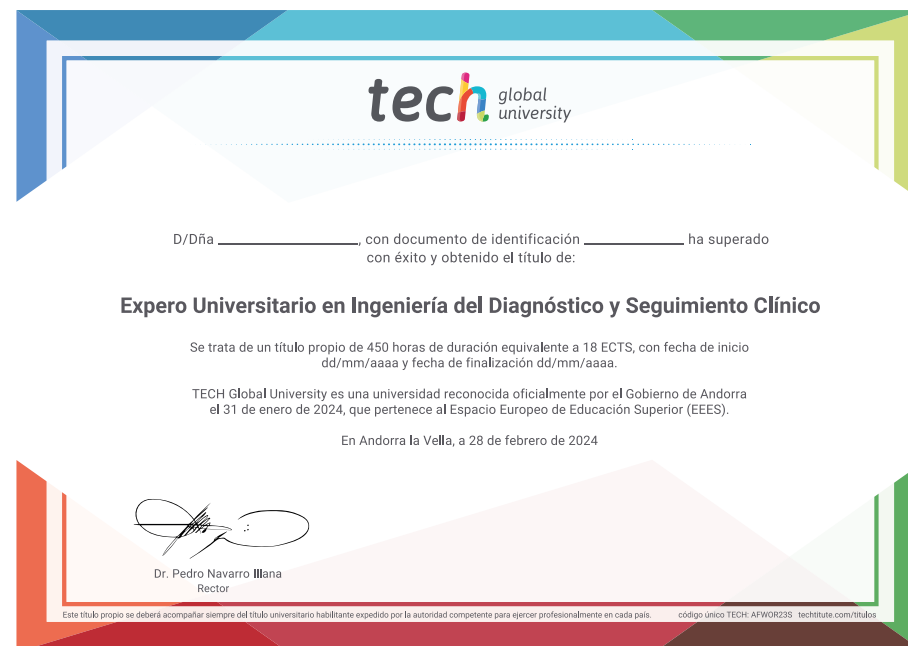 tech global
university
D/Dña ____________________, con documento de identificación ______________ ha superado
con éxito y obtenido el título de:
Expero Universitario en Ingeniería del Diagnóstico y Seguimiento Clínico
Se trata de un título propio de 450 horas de duración equivalente a 18 ECTS, con fecha de inicio
dd/mm/aaaa y fecha de finalización dd/mm/aaaa.
TECH Global University es una universidad reconocida oficialmente por el Gobierno de Andorra
el 31 de enero de 2024, que pertenece al Espacio Europeo de Educación Superior (EEES).
En Andorra la Vella, a 28 de febrero de 2024
Dr. Pedro Navarro Illana
Rector
Este título propio se deberá acompañar siempre del título universitario habilitante expedido por la autoridad competente para ejercer profesionalmente en cada país. código único TECH: AFWOR23S techtitute.com/titulos